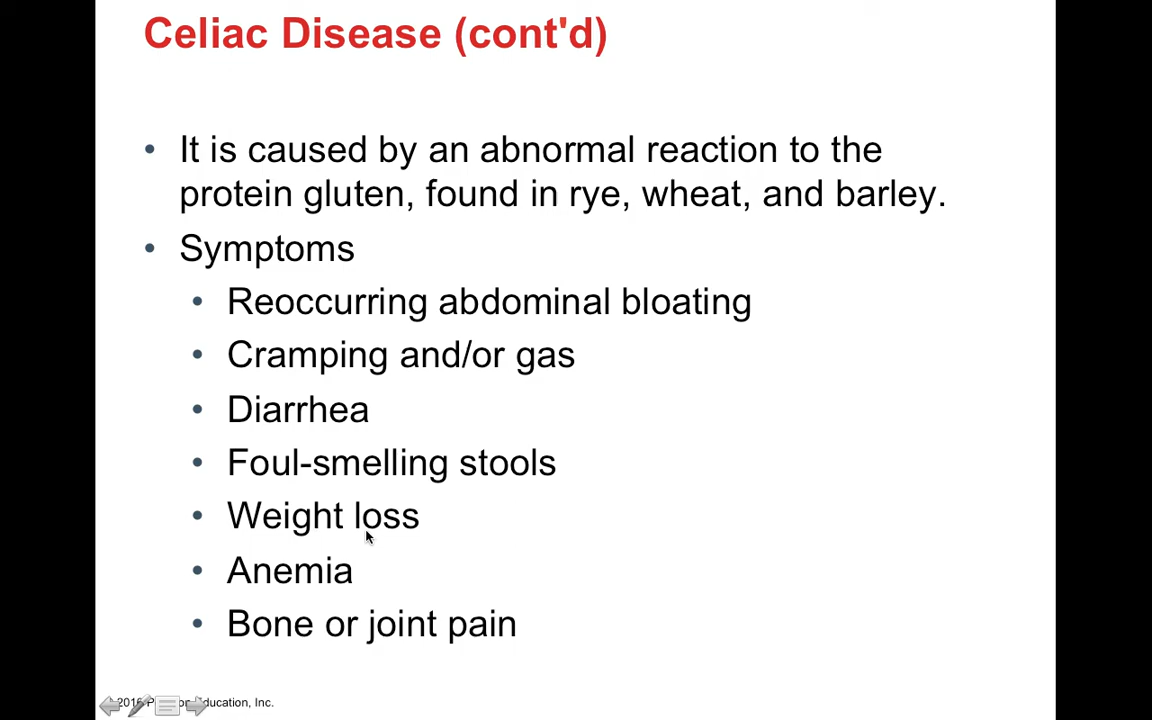 Celiac Disease (cont'd)
• It is caused by an abnormal reaction to the
protein gluten, found in rye, wheat, and barley.
• Symptoms
• Reoccurring abdominal bloating
• Cramping and/or gas
• Diarrhea
• Foul-smelling stools
• Weight loss
• Anemia
• Bone or joint pain
2016 Education, Inc.